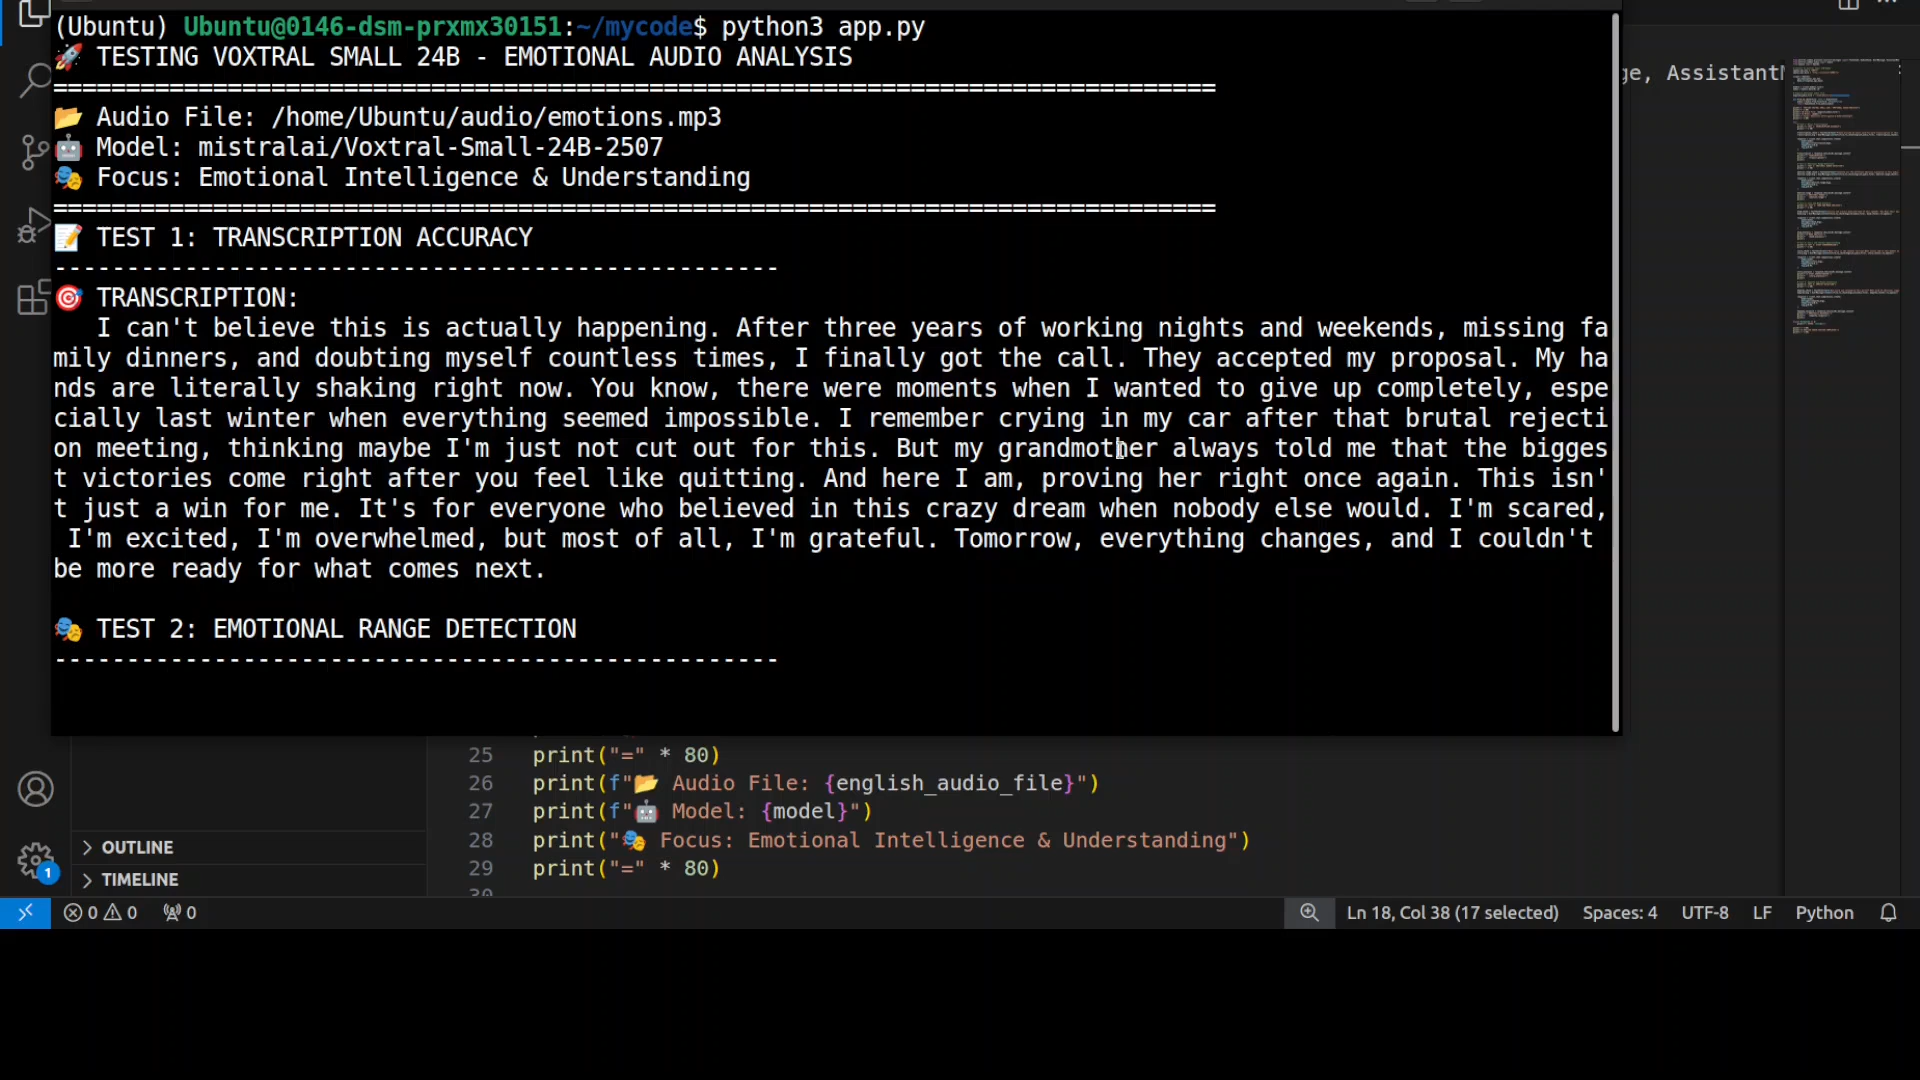 (Ubuntu) Ubuntu@0146-dsm-prxmx30151:~/mycode$ python3 app.py
🚀 TESTING VOXTRAL SMALL 24B - EMOTIONAL AUDIO ANALYSIS
================================================================================
ge, AssistantM
📂 Audio File: /home/Ubuntu/audio/emotions.mp3
🤖 Model: mistralai/Voxtral-Small-24B-2507
🎭 Focus: Emotional Intelligence & Understanding
================================================================================
📝 TEST 1: TRANSCRIPTION ACCURACY
--------------------------------------------------
🎯 TRANSCRIPTION:
I can't believe this is actually happening. After three years of working nights and weekends, missing fa
mily dinners, and doubting myself countless times, I finally got the call. They accepted my proposal. My ha
nds are literally shaking right now. You know, there were moments when I wanted to give up completely, espe
cially last winter when everything seemed impossible. I remember crying in my car after that brutal rejecti
on meeting, thinking maybe I'm just not cut out for this. But my grandmother always told me that the bigges
t victories come right after you feel like quitting. And here I am, proving her right once again. This isn'
t just a win for me. It's for everyone who believed in this crazy dream when nobody else would. I'm scared,
I'm excited, I'm overwhelmed, but most of all, I'm grateful. Tomorrow, everything changes, and I couldn't
be more ready for what comes next.
🎭 TEST 2: EMOTIONAL RANGE DETECTION
--------------------------------------------------
25 print("=" * 80)
26 print(f"📂 Audio File: {english_audio_file}")
27 print(f"🤖 Model: {model}")
28 print("🎭 Focus: Emotional Intelligence & Understanding")
29 print("=" * 80)
30
OUTLINE
TIMELINE
1
0 0 0
Ln 18, Col 38 (17 selected) Spaces: 4 UTF-8 LF Python